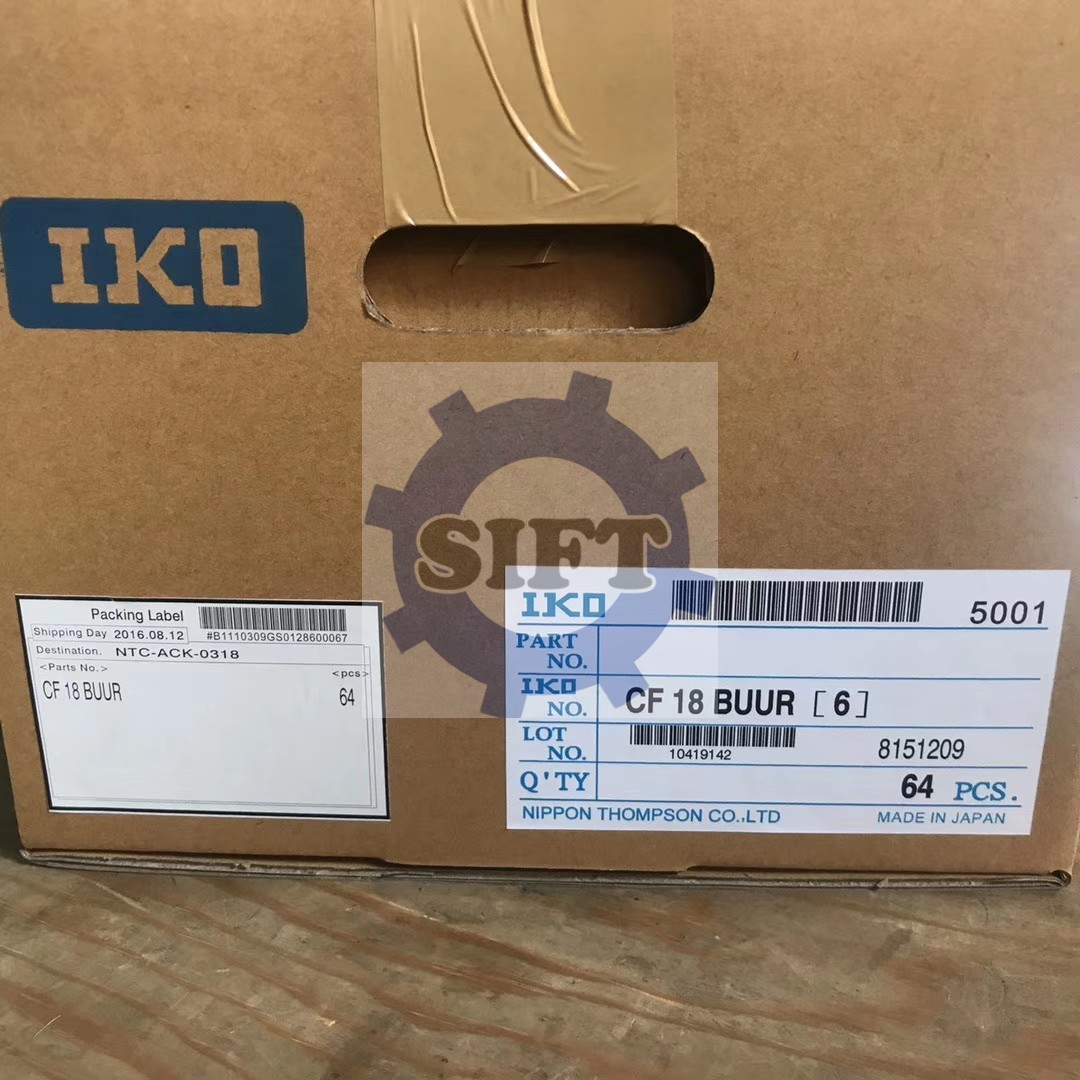 IKO
SIFT
Packing Label
Shipping Day 2016.08.12
#B1110309GS0128600067
Destination. NTC-ACK-0318
<Parts No.>
<pcs>
CF 18 BUUR
64
IKO
5001
PART NO.
IKO NO.
CF 18 BUUR [ 6 ]
LOT NO.
10419142
8151209
Q'TY
64 PCS.
NIPPON THOMPSON CO.,LTD
MADE IN JAPAN